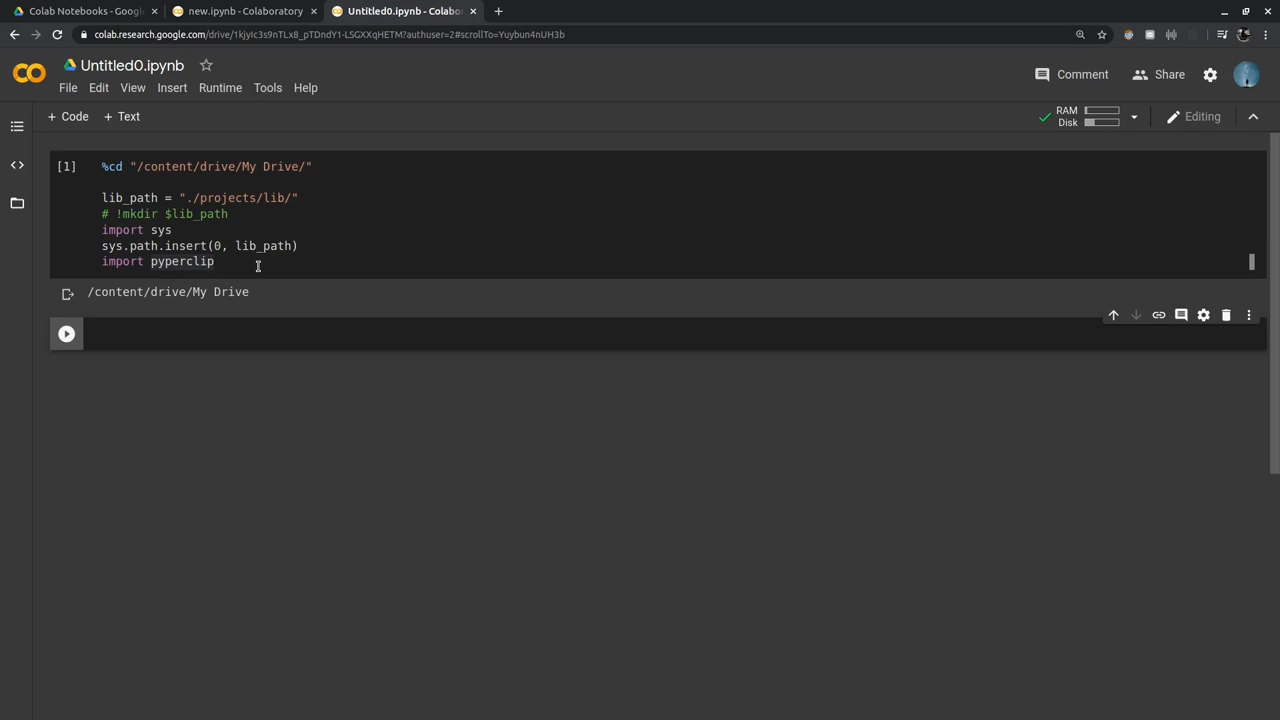 Colab Notebooks - Google
new.ipynb - Colaboratory
Untitled0.ipynb - Colabo
colab.research.google.com/drive/1kjyIc3s9nTLx8_pTDndY1-LSGXXqHETM?authuser=2#scrollTo=Yuybun4nUH3b
Untitled0.ipynb
Comment
Share
File Edit View Insert Runtime Tools Help
+ Code + Text
RAM
Disk
Editing
[1]
%cd "/content/drive/My Drive/"
lib_path = "./projects/lib/"
# !mkdir $lib_path
import sys
sys.path.insert(0, lib_path)
import pyperclip
/content/drive/My Drive